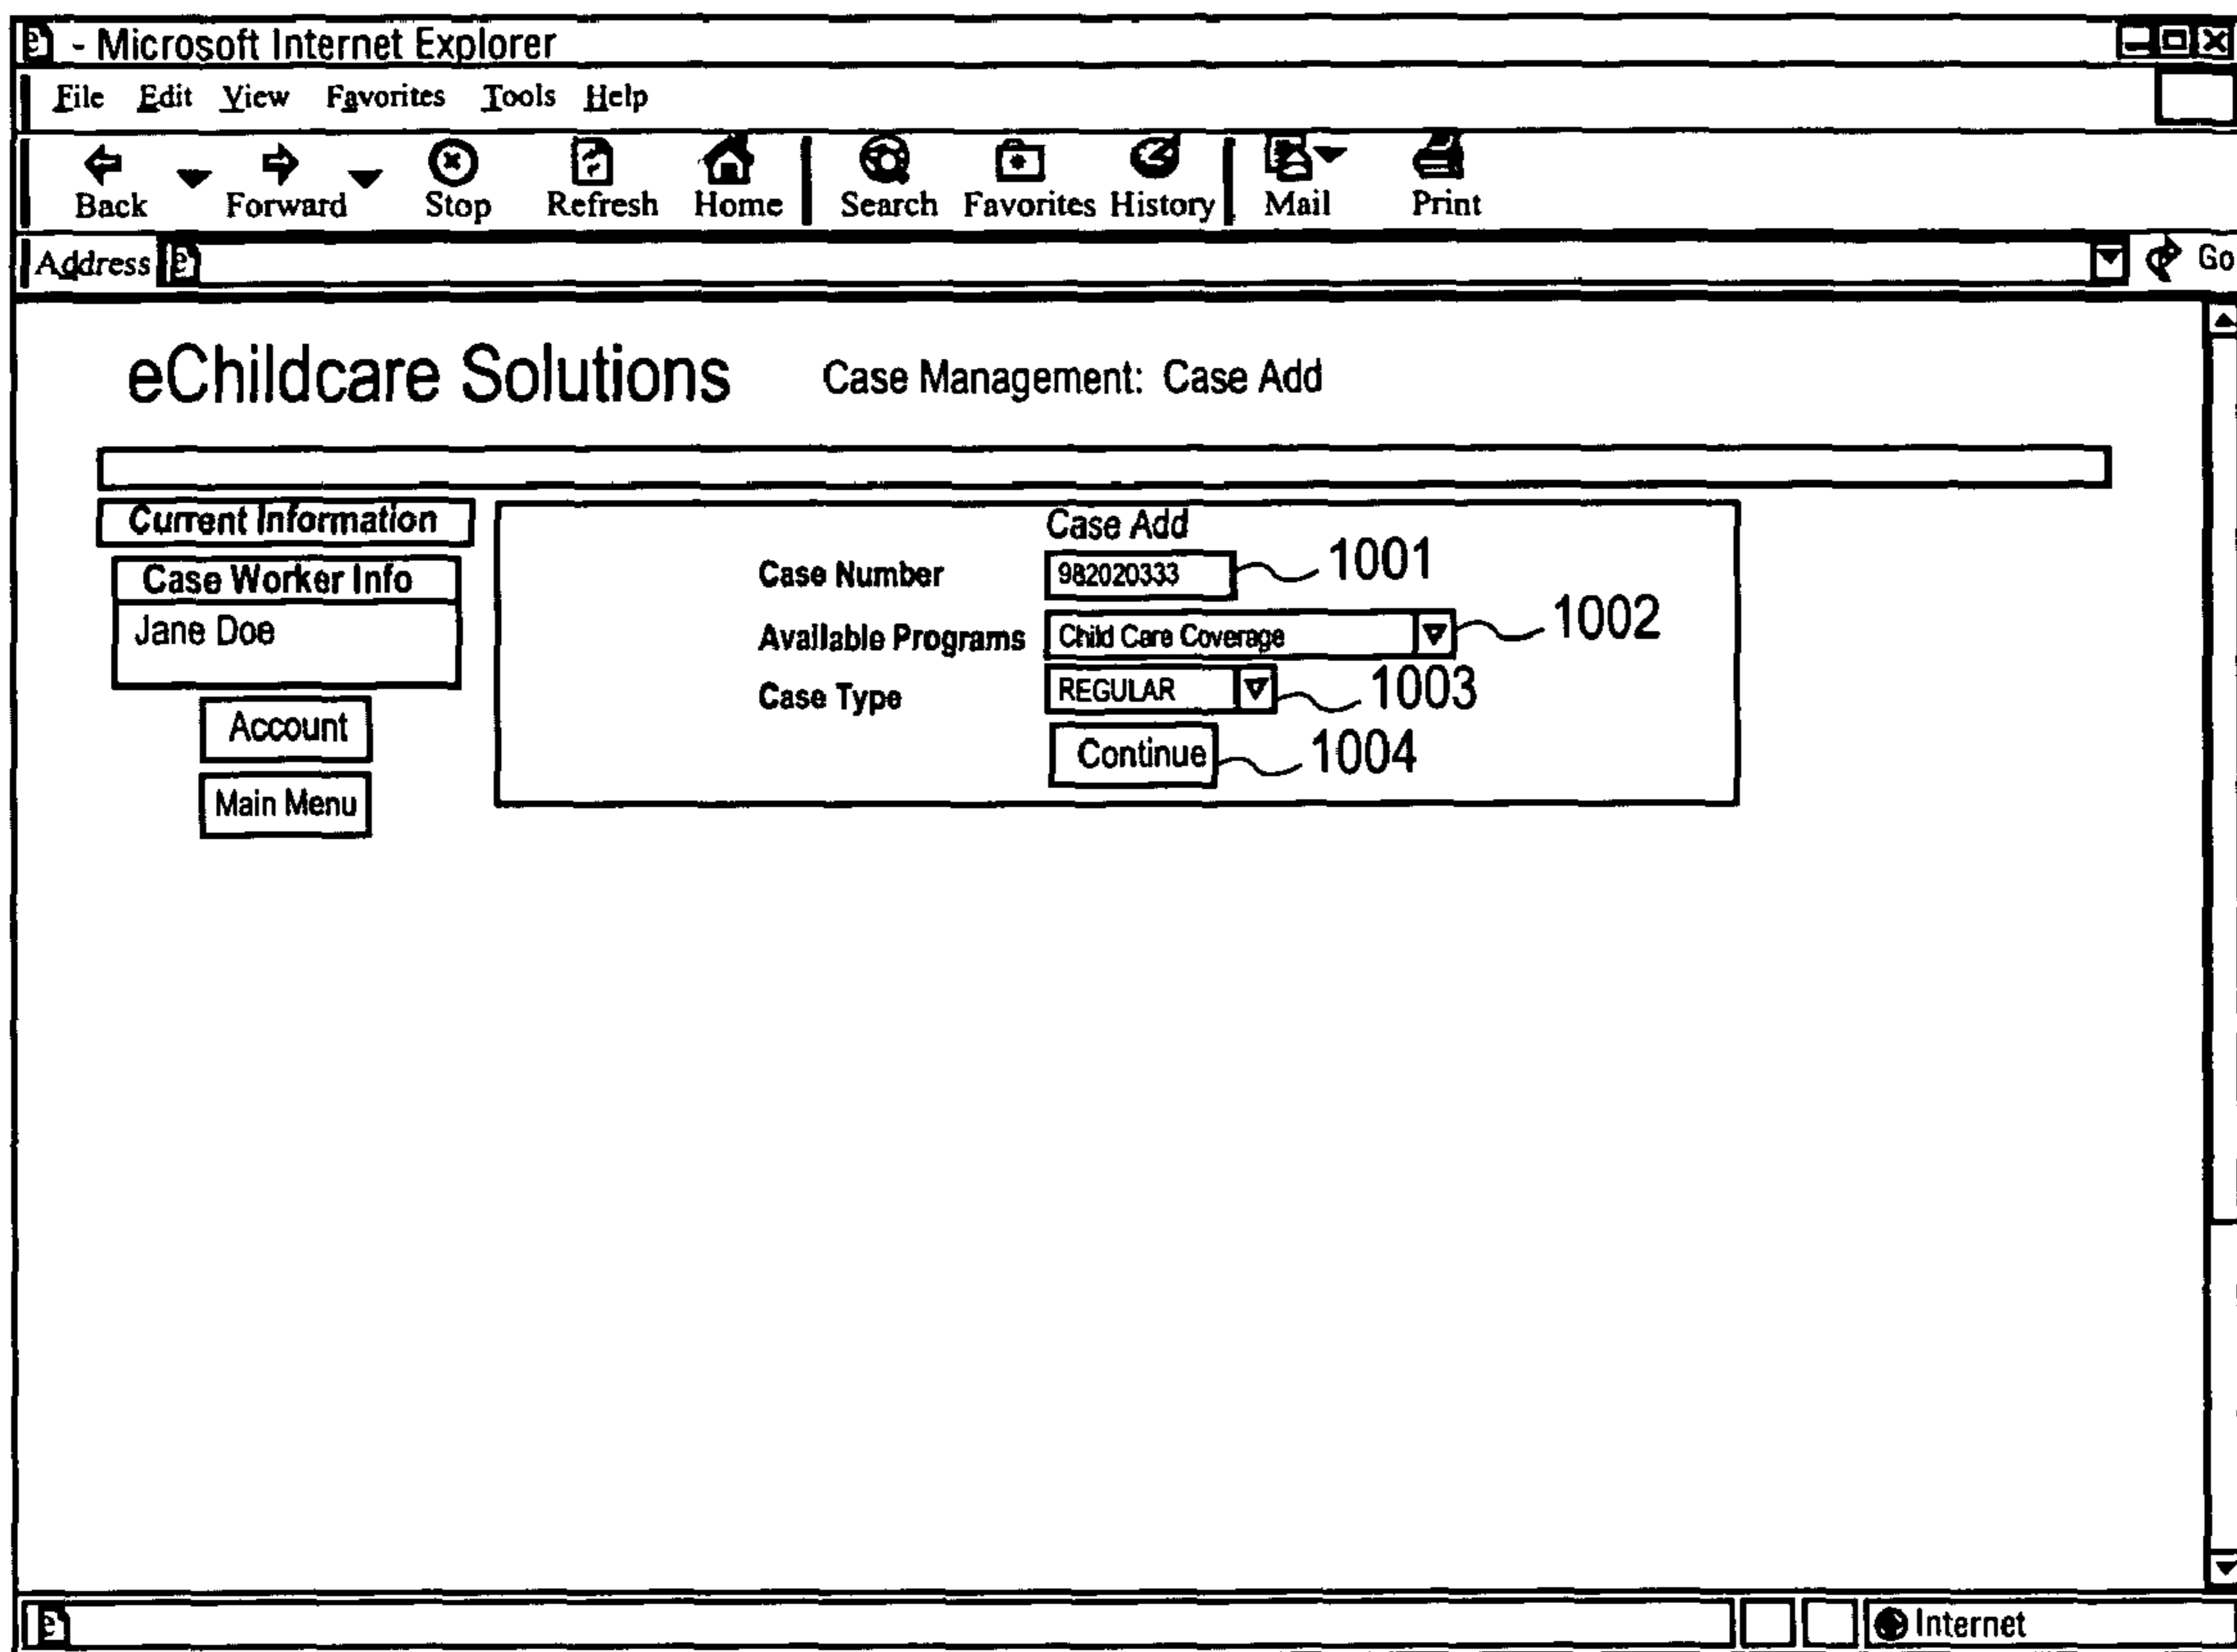 - Microsoft Internet Explorer
File Edit View Favorites Tools Help
Back Forward Stop Refresh Home Search Favorites History Mail Print
Address Go
eChildcare Solutions Case Management: Case Add
Current Information
Case Worker Info
Jane Doe
Account
Main Menu
Case Add
Case Number 982020333 1001
Available Programs Child Care Coverage 1002
Case Type REGULAR 1003
Continue 1004
Internet